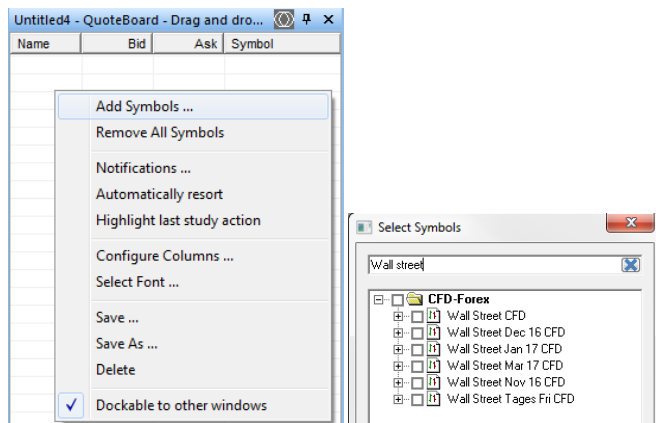 Untitled4 - QuoteBoard - Drag and dro...
Name Bid Ask Symbol
Add Symbols ...
Remove All Symbols
Notifications ...
Automatically resort
Highlight last study action
Configure Columns ...
Select Font ...
Save ...
Save As ...
Delete
Dockable to other windows
Select Symbols
Wall street
CFD-Forex
Wall Street CFD
Wall Street Dec 16 CFD
Wall Street Jan 17 CFD
Wall Street Mar 17 CFD
Wall Street Nov 16 CFD
Wall Street Tages Fri CFD